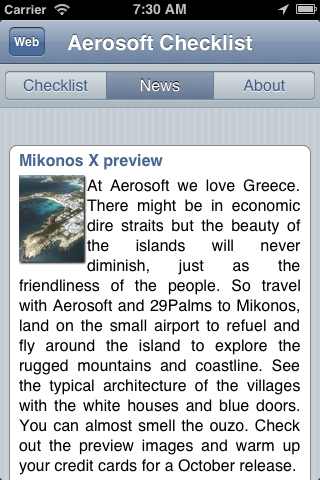 Carrier 7:30 AM
Web Aerosoft Checklist
Checklist News About
Mikonos X preview
At Aerosoft we love Greece.
There might be in economic
dire straits but the beauty of
the islands will never
diminish, just as the
friendliness of the people. So travel
with Aerosoft and 29Palms to Mikonos,
land on the small airport to refuel and
fly around the island to explore the
rugged mountains and coastline. See
the typical architecture of the villages
with the white houses and blue doors.
You can almost smell the ouzo. Check
out the preview images and warm up
your credit cards for a October release.